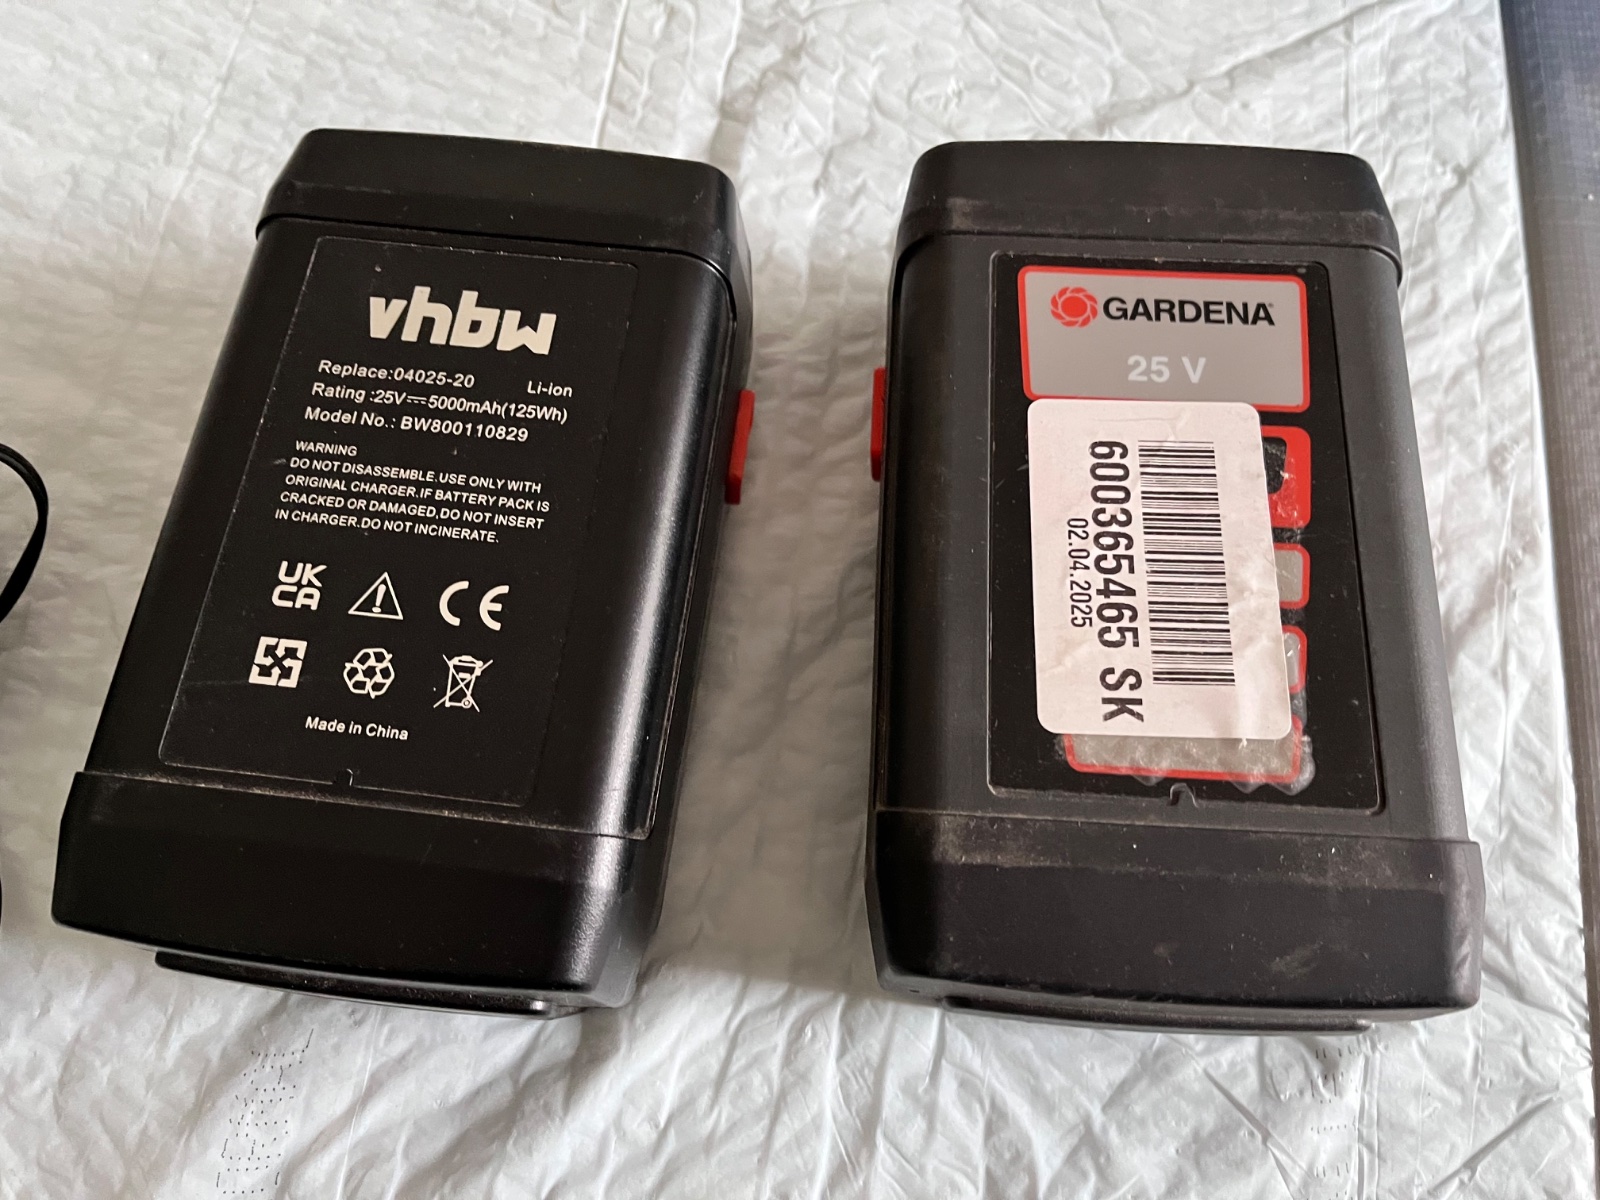 vhbw
Replace:04025-20 Li-ion
Rating :25V⎓5000mAh(125Wh)
Model No.: BW800110829
WARNING
DO NOT DISASSEMBLE.USE ONLY WITH
ORIGINAL CHARGER.IF BATTERY PACK IS
CRACKED OR DAMAGED,DO NOT INSERT
IN CHARGER.DO NOT INCINERATE.
UK
CA
CE
Made in China
GARDENA
25 V
6003654465 SK
02.04.2025